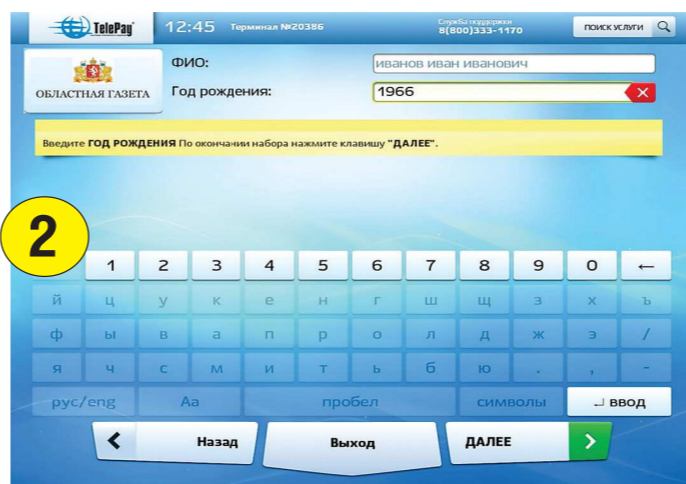 TelePay 12:45 Терминал №20386 Служба поддержки 8(800)333-1170 ПОИСК УСЛУГИ
ФИО: иванов иван иванович
ОБЛАСТНАЯ ГАЗЕТА
Год рождения: 1966
Введите ГОД РОЖДЕНИЯ По окончании набора нажмите клавишу "ДАЛЕЕ".
2
1 2 3 4 5 6 7 8 9 0 ←
й ц у к е н г ш щ з х ъ
ф ы в а п р о л д ж э /
я ч с м и т ь б ю . , -
рус/eng Аа пробел символы ВВОД
Назад Выход ДАЛЕЕ